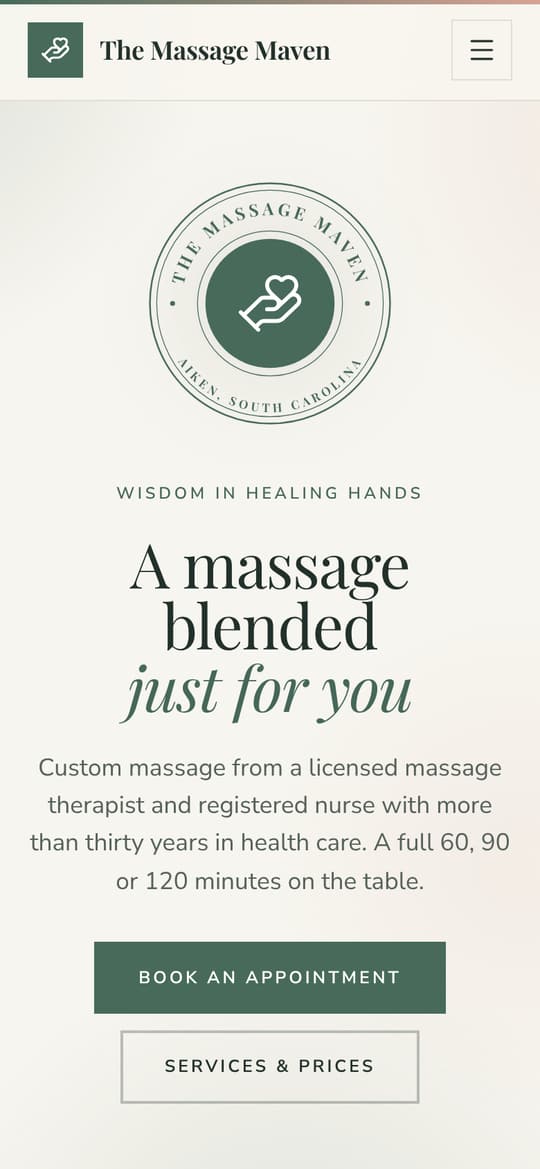 The Massage Maven
THE MASSAGE MAVEN
AIKEN, SOUTH CAROLINA
WISDOM IN HEALING HANDS
A massage
blended
just for you
Custom massage from a licensed massage
therapist and registered nurse with more
than thirty years in health care. A full 60, 90
or 120 minutes on the table.
BOOK AN APPOINTMENT
SERVICES & PRICES